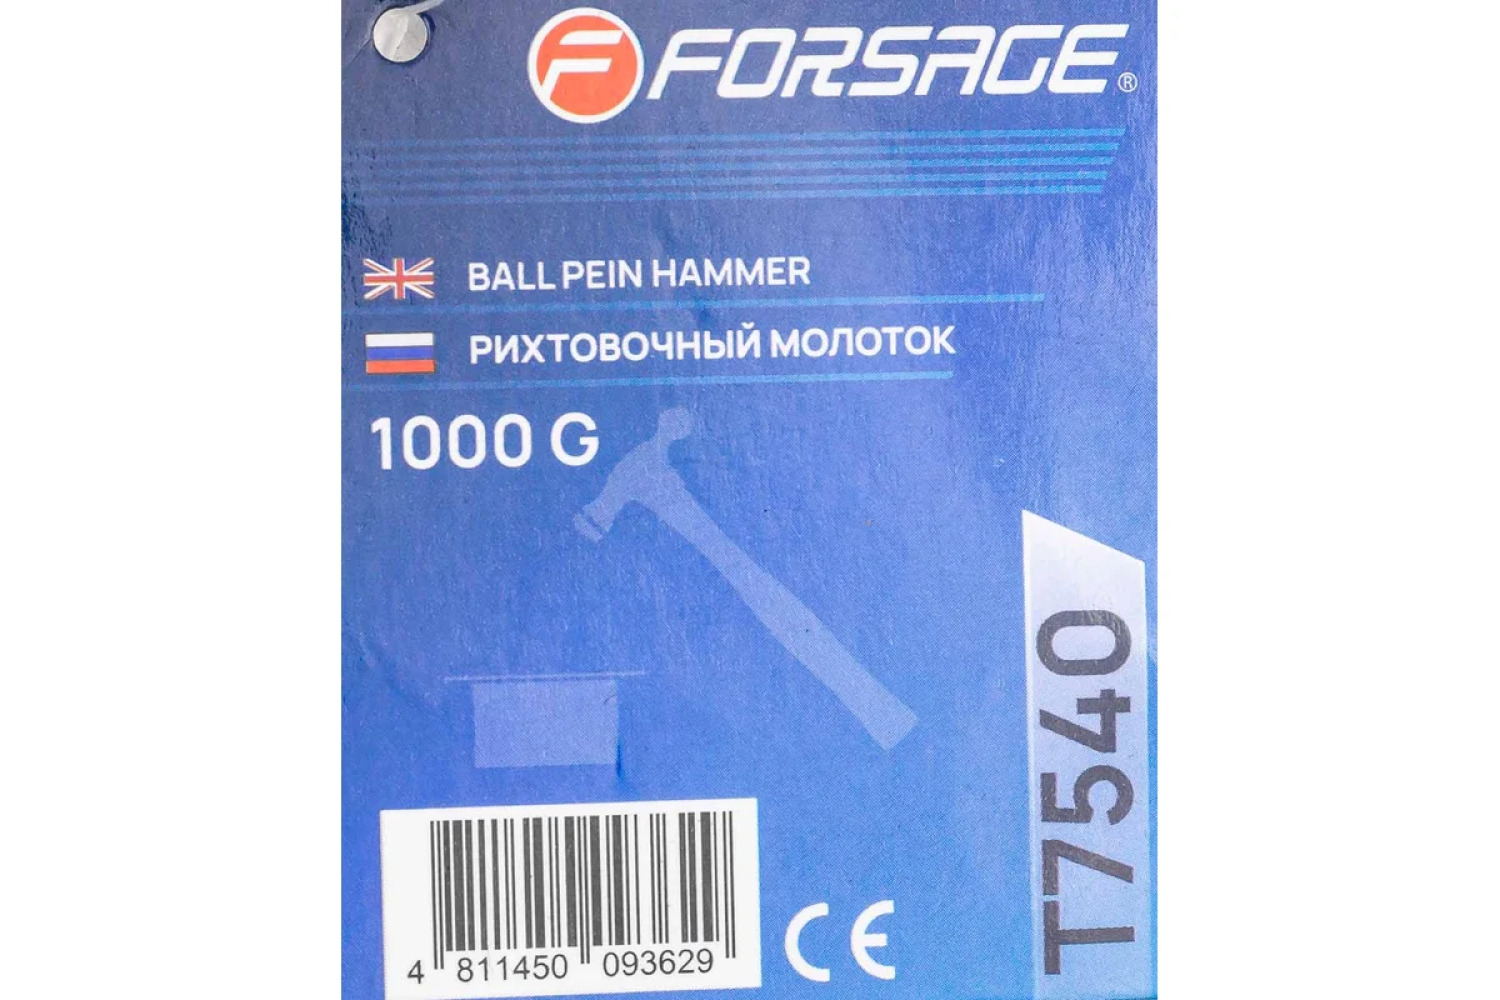 F FORSAGE®
BALL PEIN HAMMER
РИХТОВОЧНЫЙ МОЛОТОК
1000 G
T7540
4 811450 093629
CE